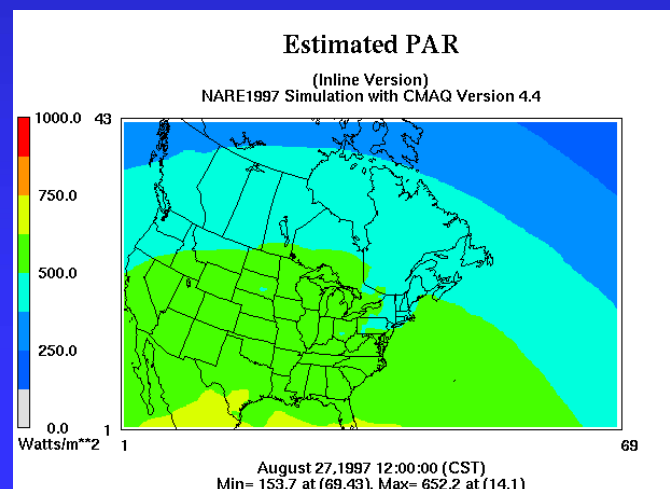 Estimated PAR
(Inline Version)
NARE1997 Simulation with CMAQ Version 4.4
1000.0
750.0
500.0
250.0
0.0
Watts/m**2
43
1
1
69
August 27,1997 12:00:00 (CST)
Min= 153.7 at (69,43), Max= 652.2 at (14,1)